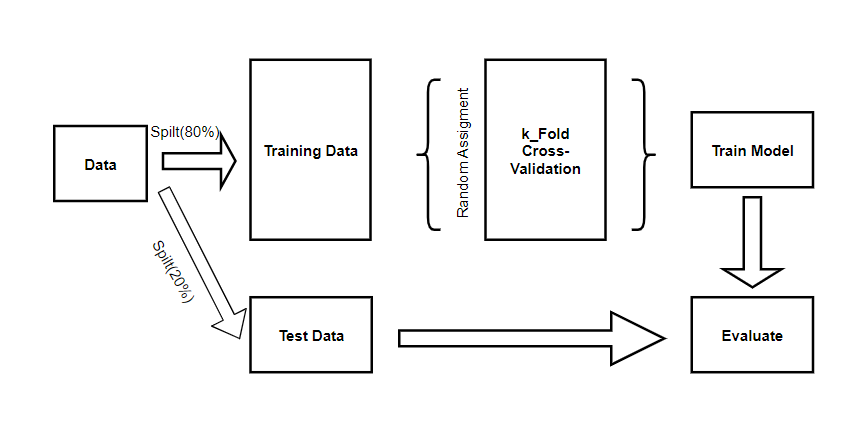 Spilt(80%)
Data
Training Data
Random Assigment
k_Fold
Cross-
Validation
Train Model
Spilt(20%)
Test Data
Evaluate